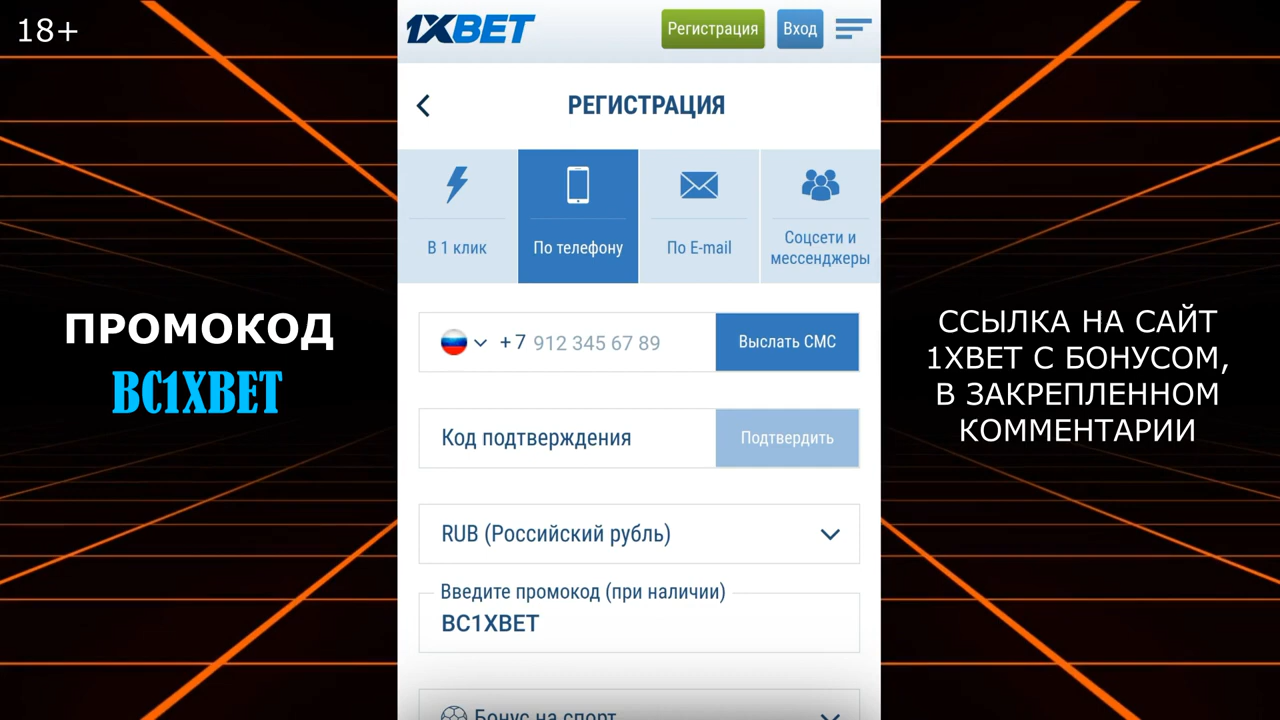 18+
1XBET
Регистрация
Вход
РЕГИСТРАЦИЯ
В 1 клик
По телефону
По E-mail
Соцсети и
мессенджеры
ПРОМОКОД
BC1XBET
+ 7 912 345 67 89
Выслать СМС
Код подтверждения
Подтвердить
RUB (Российский рубль)
Введите промокод (при наличии)
BC1XBET
Бонус на спорт
ССЫЛКА НА САЙТ
1XBET С БОНУСОМ,
В ЗАКРЕПЛЕННОМ
КОММЕНТАРИИ